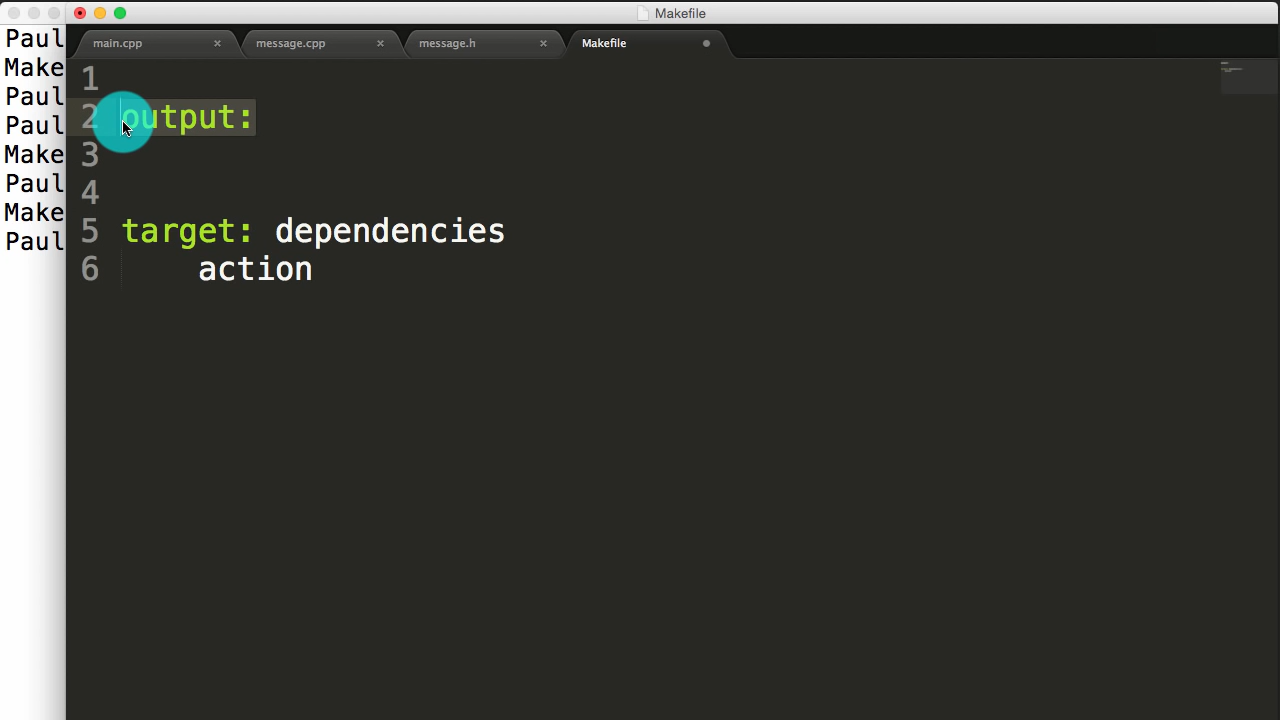 Makefile
main.cpp × message.cpp × message.h × Makefile
Paul
Make
Paul
Paul
Make
Paul
Make
Paul
1
2 output:
3
4
5 target: dependencies
6 action